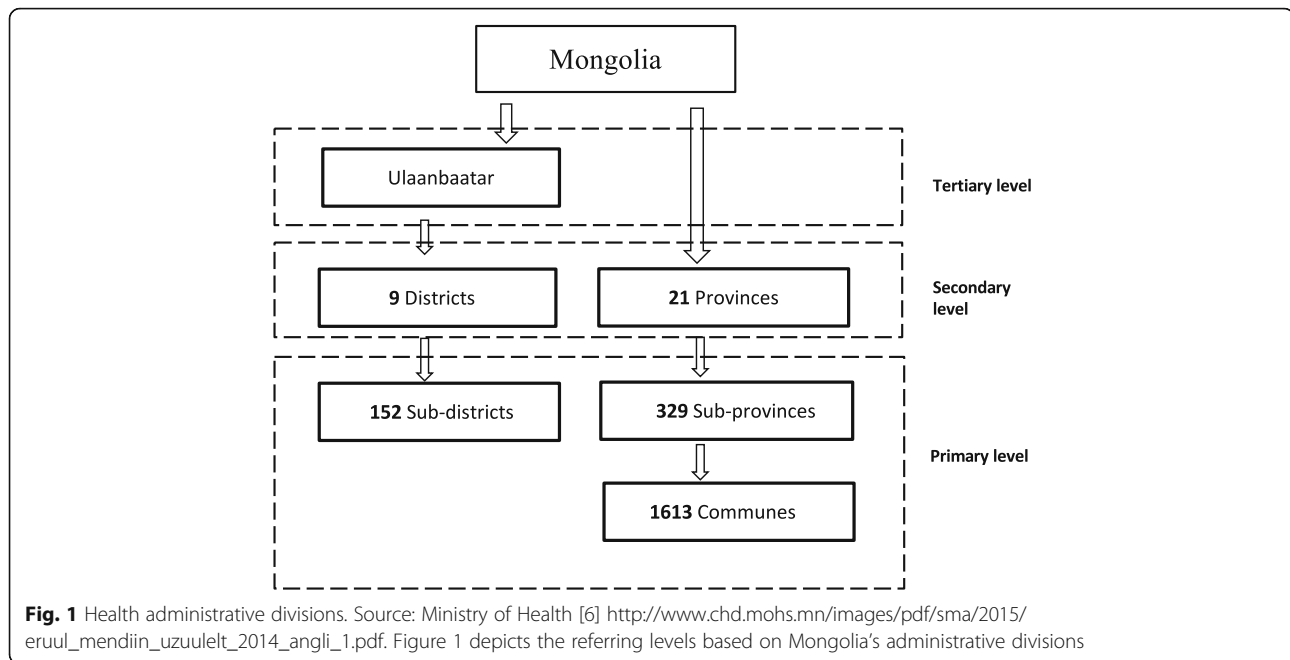 Mongolia
Ulaanbaatar
Tertiary level
9 Districts
21 Provinces
Secondary
level
152 Sub-districts
329 Sub-provinces
Primary level
1613 Communes
Fig. 1 Health administrative divisions. Source: Ministry of Health [6] http://www.chd.mohs.mn/images/pdf/sma/2015/
eruul_mendiin_uzuulelt_2014_angli_1.pdf. Figure 1 depicts the referring levels based on Mongolia’s administrative divisions